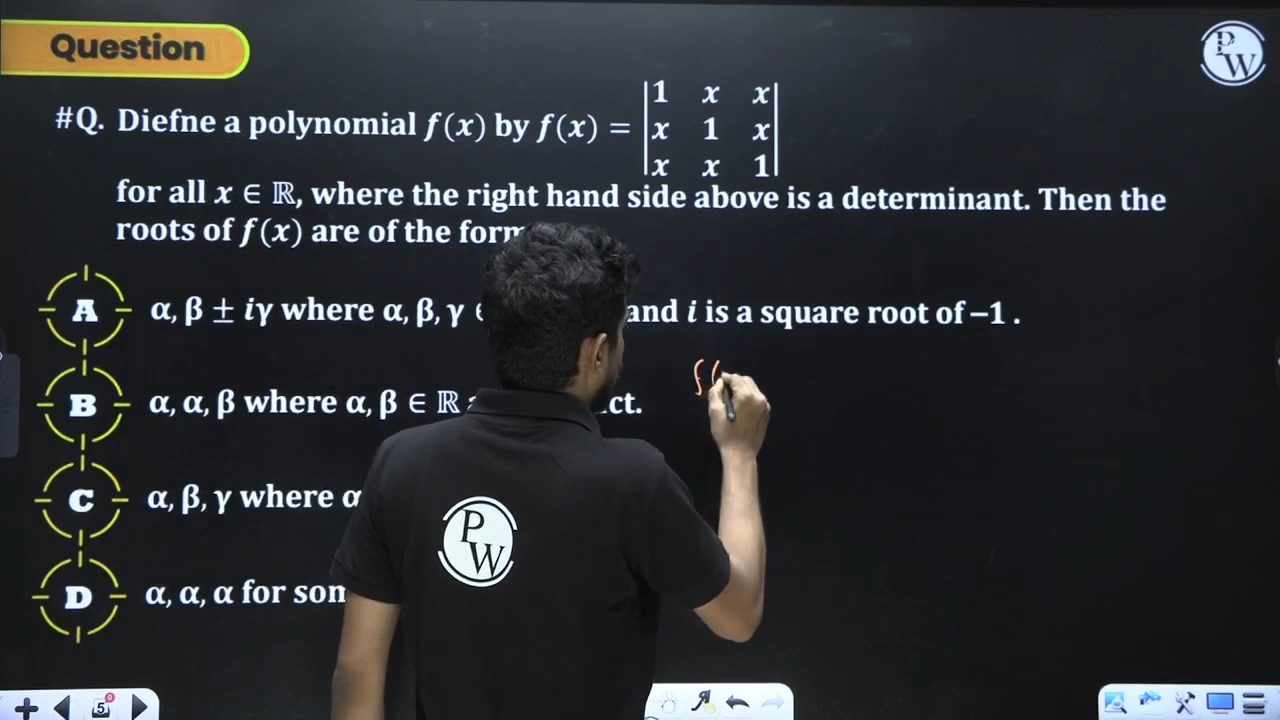 Question
PW
#Q. Diefne a polynomial f(x) by f(x) = |1 x x|
|x 1 x|
|x x 1|
for all x ∈ ℝ, where the right hand side above is a determinant. Then the
roots of f(x) are of the form
A α, β ± iγ where α, β, γ ∈ and i is a square root of −1 .
B α, α, β where α, β ∈ ℝ
C α, β, γ where α
D α, α, α for som
f(
PW
5